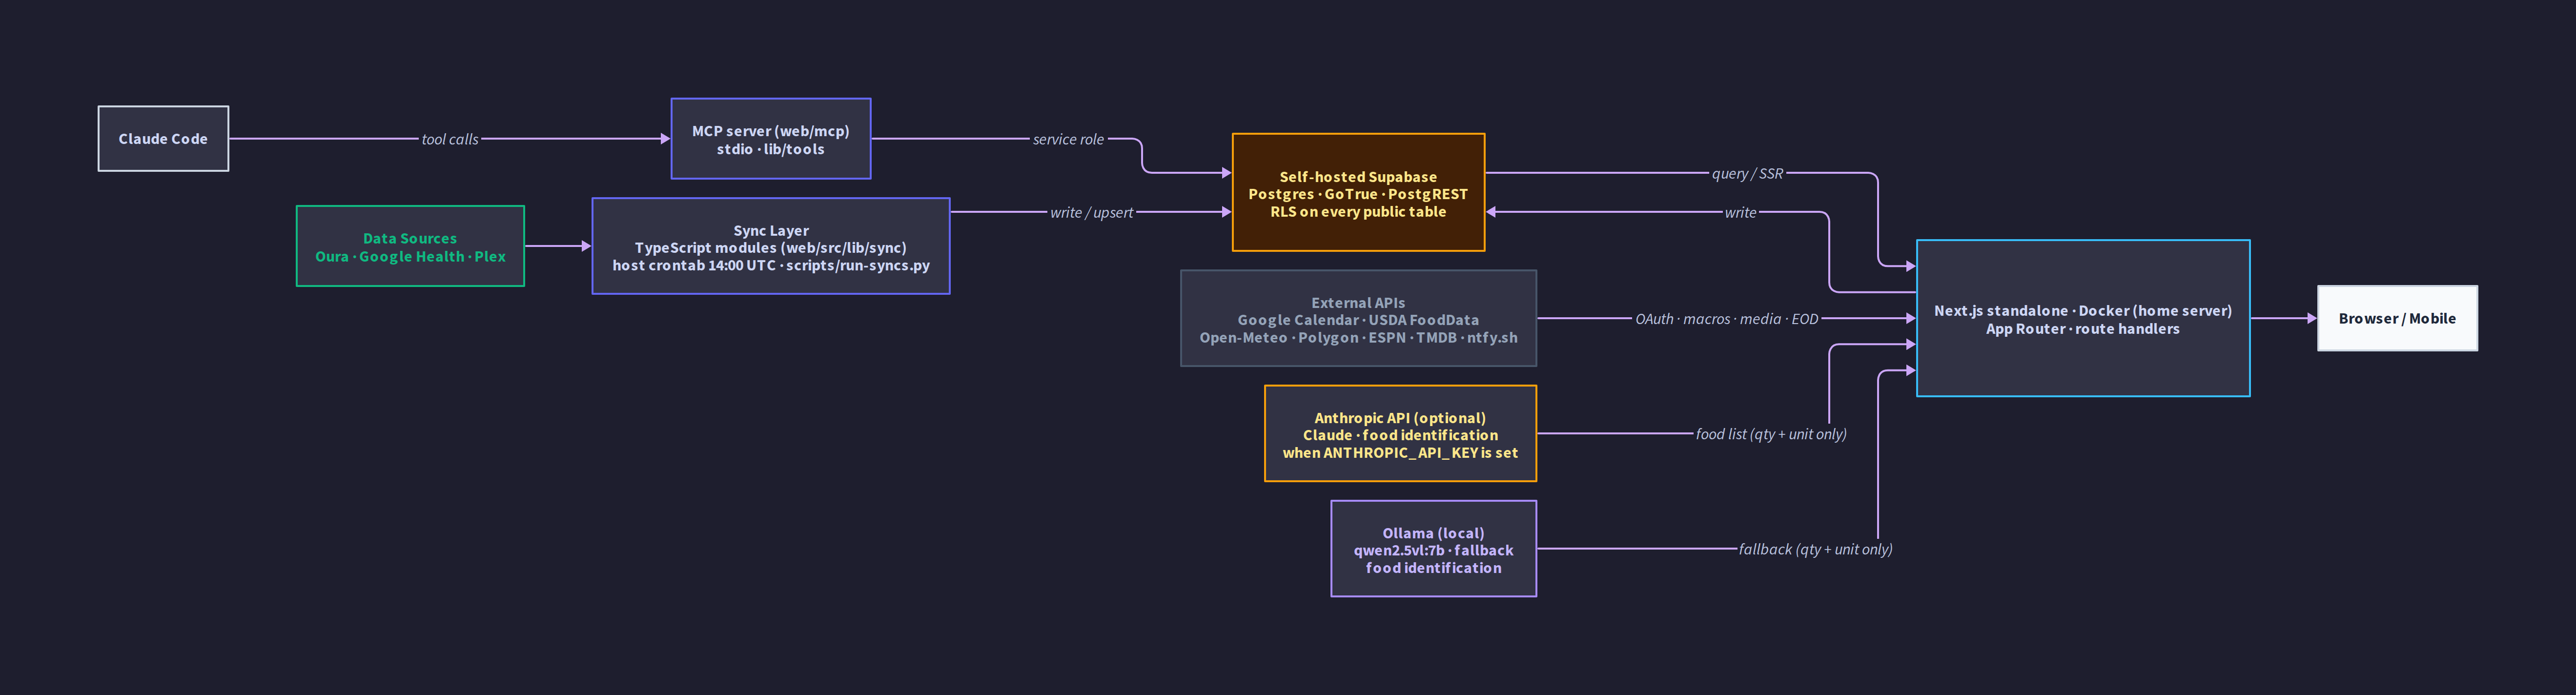 Claude Code
tool calls
MCP server (web/mcp)
stdio · lib/tools
service role
Data Sources
Oura · Google Health · Plex
Sync Layer
TypeScript modules (web/src/lib/sync)
host crontab 14:00 UTC · scripts/run-syncs.py
write / upsert
Self-hosted Supabase
Postgres · GoTrue · PostgREST
RLS on every public table
query / SSR
write
External APIs
Google Calendar · USDA FoodData
Open-Meteo · Polygon · ESPN · TMDB · ntfy.sh
OAuth · macros · media · EOD
Next.js standalone · Docker (home server)
App Router · route handlers
Browser / Mobile
Anthropic API (optional)
Claude · food identification
when ANTHROPIC_API_KEY is set
food list (qty + unit only)
Ollama (local)
qwen2.5vl:7b · fallback
food identification
fallback (qty + unit only)